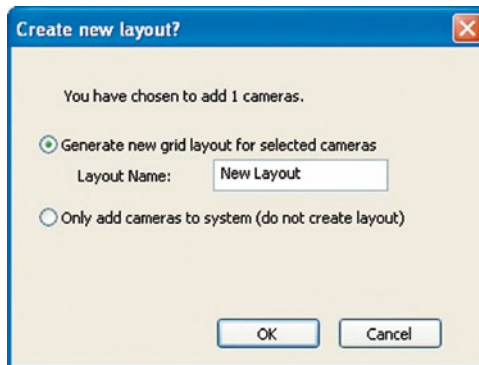 Create new layout?
You have chosen to add 1 cameras.
Generate new grid layout for selected cameras
Layout Name: New Layout
Only add cameras to system (do not create layout)
OK Cancel